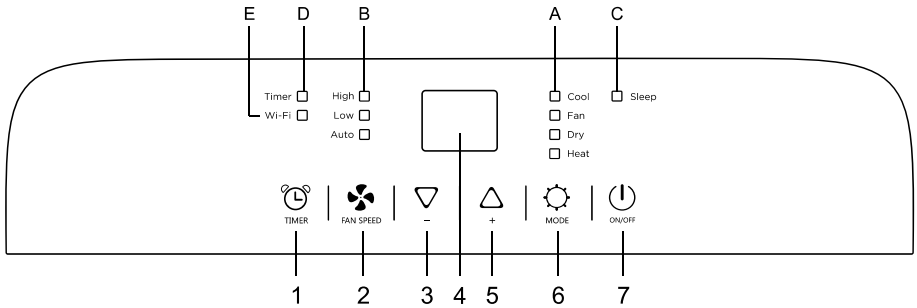 E D B A C
Timer High Cool Sleep
Wi-Fi Low Fan
Auto Dry
Heat
TIMER FAN SPEED − + MODE ON/OFF
1 2 3 4 5 6 7